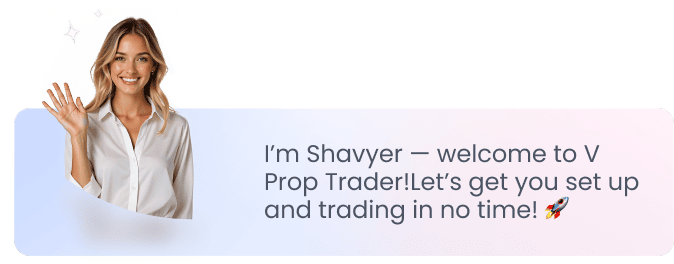 I’m Shavyer — welcome to V
Prop Trader!Let’s get you set up
and trading in no time! 🚀